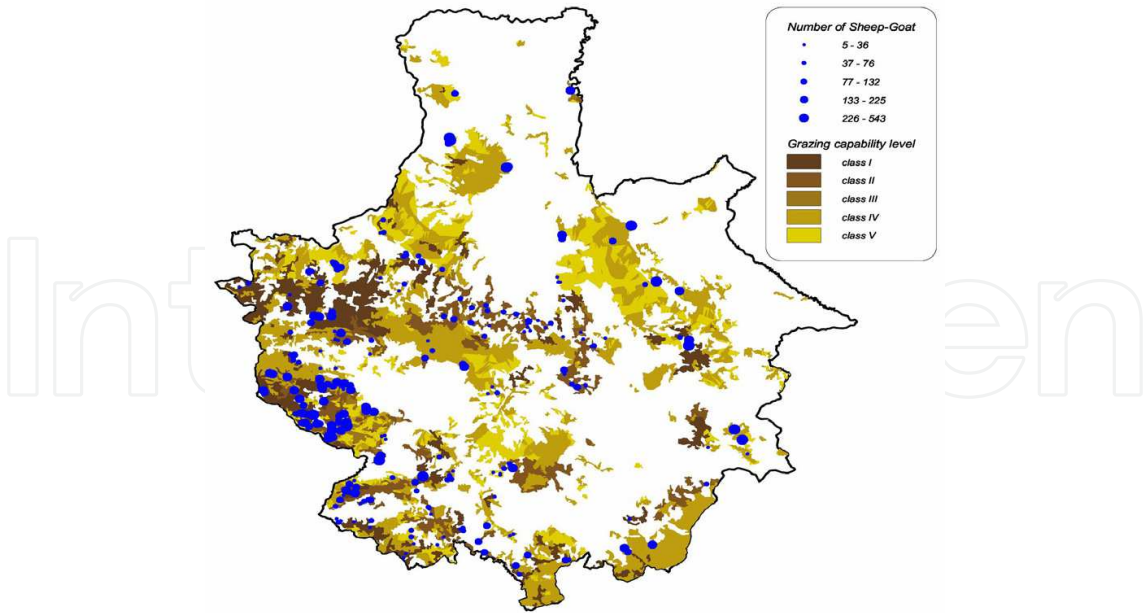 Number of Sheep-Goat
5 - 36
37 - 76
77 - 132
133 - 225
226 - 543
Grazing capability level
class I
class II
class III
class IV
class V